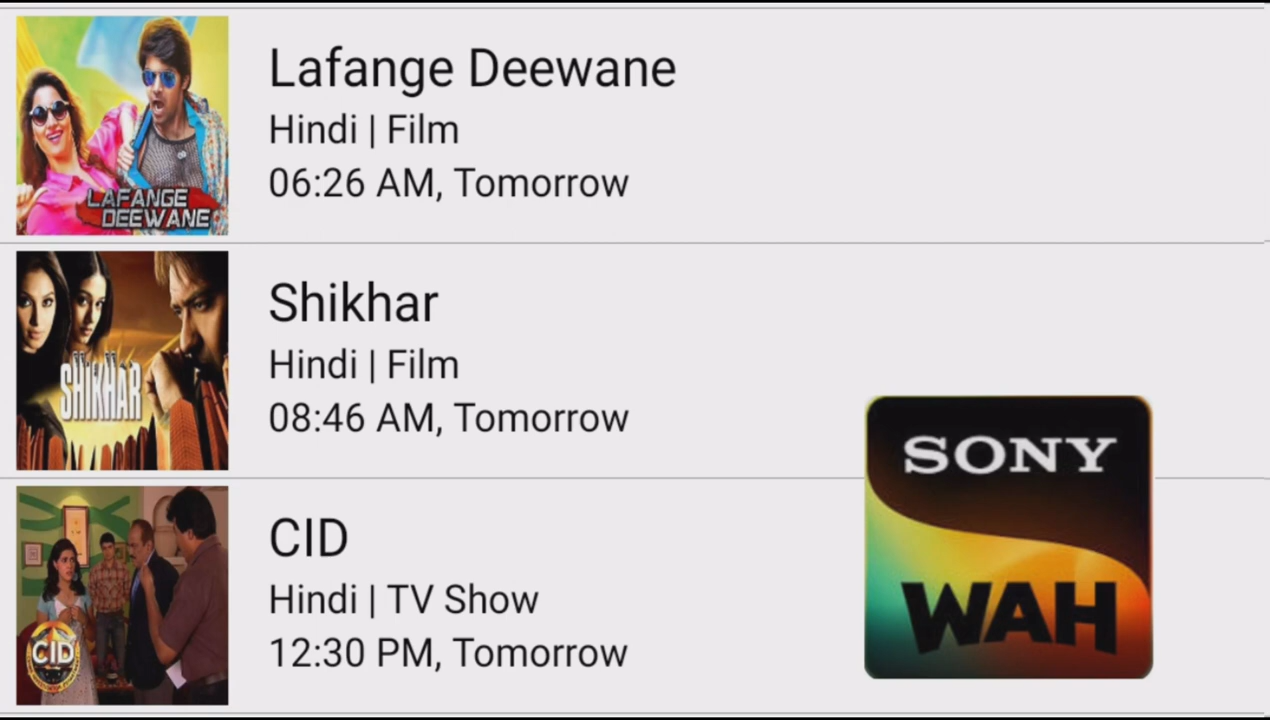 Lafange Deewane
Hindi | Film
06:26 AM, Tomorrow
LAFANGE
DEEWANE
Shikhar
Hindi | Film
08:46 AM, Tomorrow
SHIKHAR
CID
Hindi | TV Show
12:30 PM, Tomorrow
CID
SONY
WAH